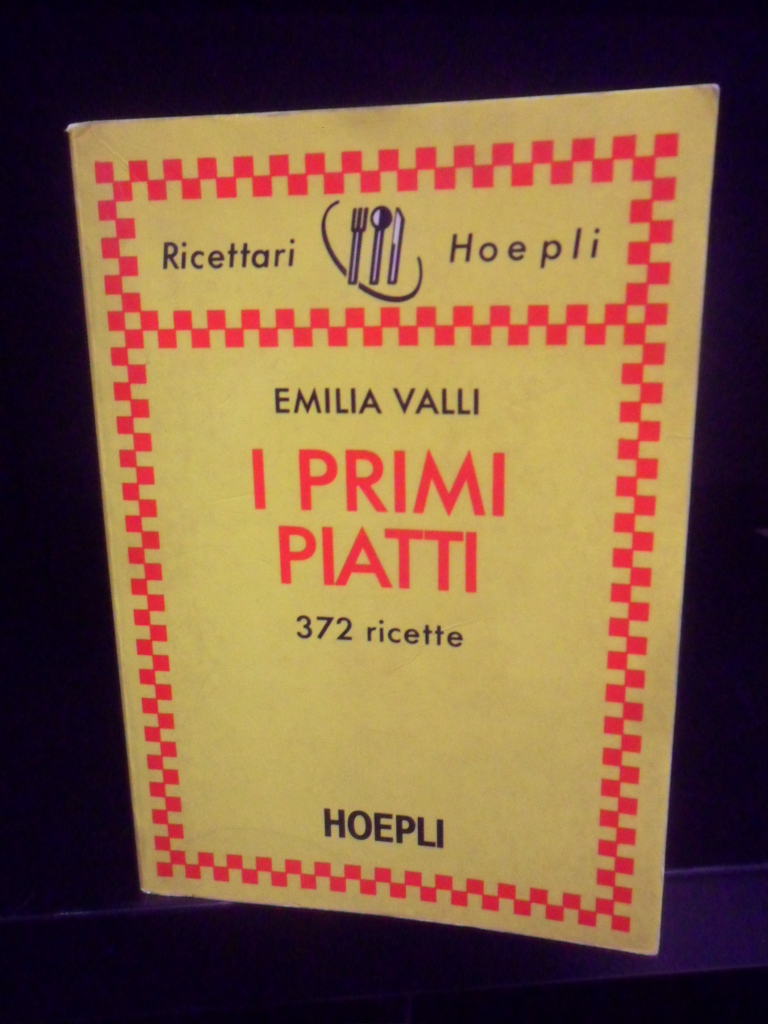 Ricettari Hoepli
EMILIA VALLI
I PRIMI
PIATTI
372 ricette
HOEPLI